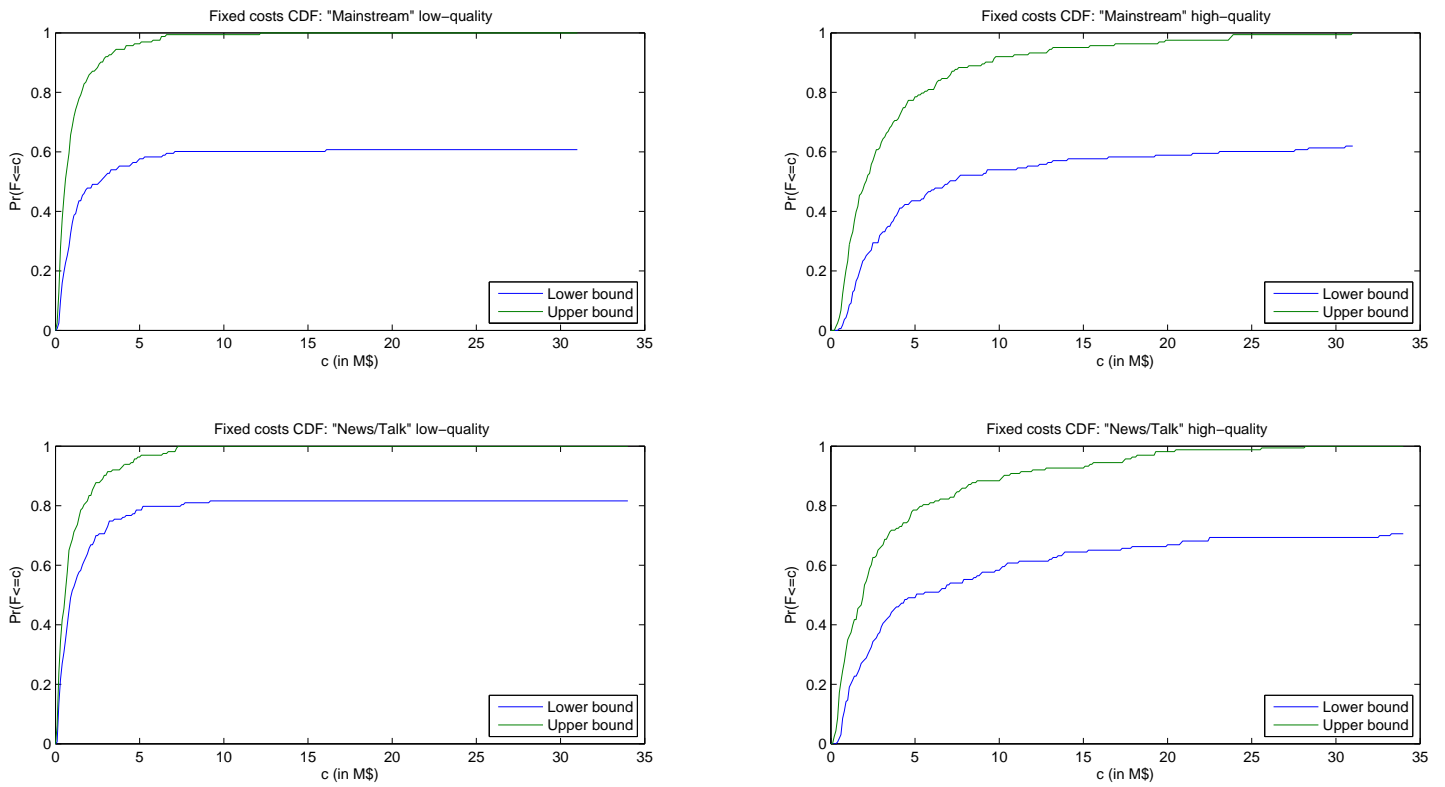 Fixed costs CDF: "Mainstream" low−quality
1
0.8
0.6
0.4
0.2
0
Pr(F<=c)
0 5 10 15 20 25 30 35
c (in M$)
Lower bound
Upper bound
Fixed costs CDF: "Mainstream" high−quality
1
0.8
0.6
0.4
0.2
0
Pr(F<=c)
0 5 10 15 20 25 30 35
c (in M$)
Lower bound
Upper bound
Fixed costs CDF: "News/Talk" low−quality
1
0.8
0.6
0.4
0.2
0
Pr(F<=c)
0 5 10 15 20 25 30 35
c (in M$)
Lower bound
Upper bound
Fixed costs CDF: "News/Talk" high−quality
1
0.8
0.6
0.4
0.2
0
Pr(F<=c)
0 5 10 15 20 25 30 35
c (in M$)
Lower bound
Upper bound